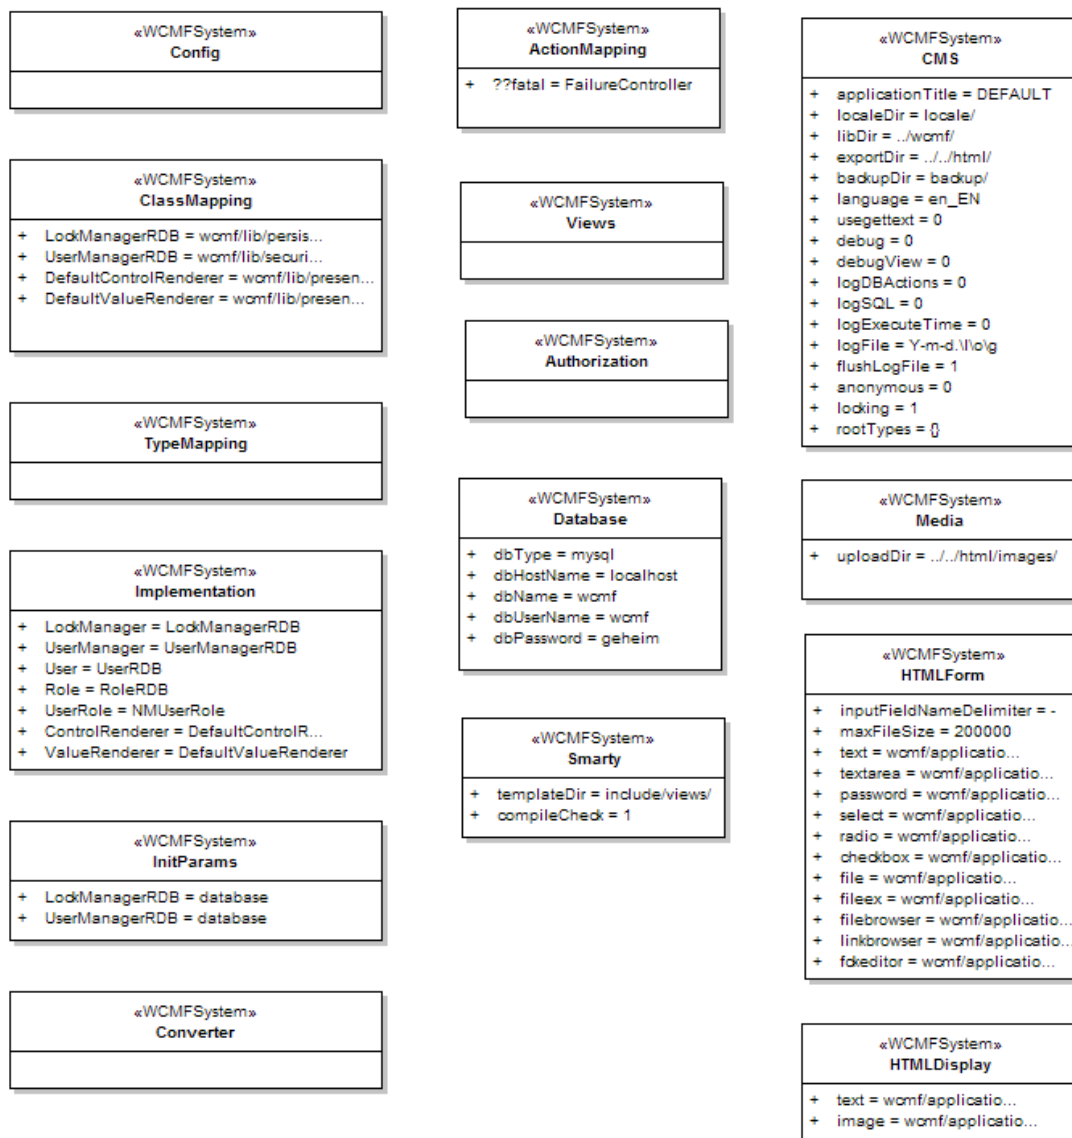 «WCMFSystem»
Config
«WCMFSystem»
ClassMapping
+ LockManagerRDB = wcmf/lib/persis...
+ UserManagerRDB = wcmf/lib/securi...
+ DefaultControlRenderer = wcmf/lib/presen...
+ DefaultValueRenderer = wcmf/lib/presen...
«WCMFSystem»
TypeMapping
«WCMFSystem»
Implementation
+ LockManager = LockManagerRDB
+ UserManager = UserManagerRDB
+ User = UserRDB
+ Role = RoleRDB
+ UserRole = NMUserRole
+ ControlRenderer = DefaultControlR...
+ ValueRenderer = DefaultValueRenderer
«WCMFSystem»
InitParams
+ LockManagerRDB = database
+ UserManagerRDB = database
«WCMFSystem»
Converter
«WCMFSystem»
ActionMapping
+ ??fatal = FailureController
«WCMFSystem»
Views
«WCMFSystem»
Authorization
«WCMFSystem»
Database
+ dbType = mysql
+ dbHostName = localhost
+ dbName = wcmf
+ dbUserName = wcmf
+ dbPassword = geheim
«WCMFSystem»
Smarty
+ templateDir = include/views/
+ compileCheck = 1
«WCMFSystem»
CMS
+ applicationTitle = DEFAULT
+ localeDir = locale/
+ libDir = ../wcmf/
+ exportDir = ../../html/
+ backupDir = backup/
+ language = en_EN
+ usegettext = 0
+ debug = 0
+ debugView = 0
+ logDBActions = 0
+ logSQL = 0
+ logExecuteTime = 0
+ logFile = Y-m-d.\l\o\g
+ flushLogFile = 1
+ anonymous = 0
+ locking = 1
+ rootTypes = {}
«WCMFSystem»
Media
+ uploadDir = ../../html/images/
«WCMFSystem»
HTMLForm
+ inputFieldNameDelimiter = -
+ maxFileSize = 200000
+ text = wcmf/applicatio...
+ textarea = wcmf/applicatio...
+ password = wcmf/applicatio...
+ select = wcmf/applicatio...
+ radio = wcmf/applicatio...
+ checkbox = wcmf/applicatio...
+ file = wcmf/applicatio...
+ fileex = wcmf/applicatio...
+ filebrowser = wcmf/applicatio...
+ linkbrowser = wcmf/applicatio...
+ fckeditor = wcmf/applicatio...
«WCMFSystem»
HTMLDisplay
+ text = wcmf/applicatio...
+ image = wcmf/applicatio...